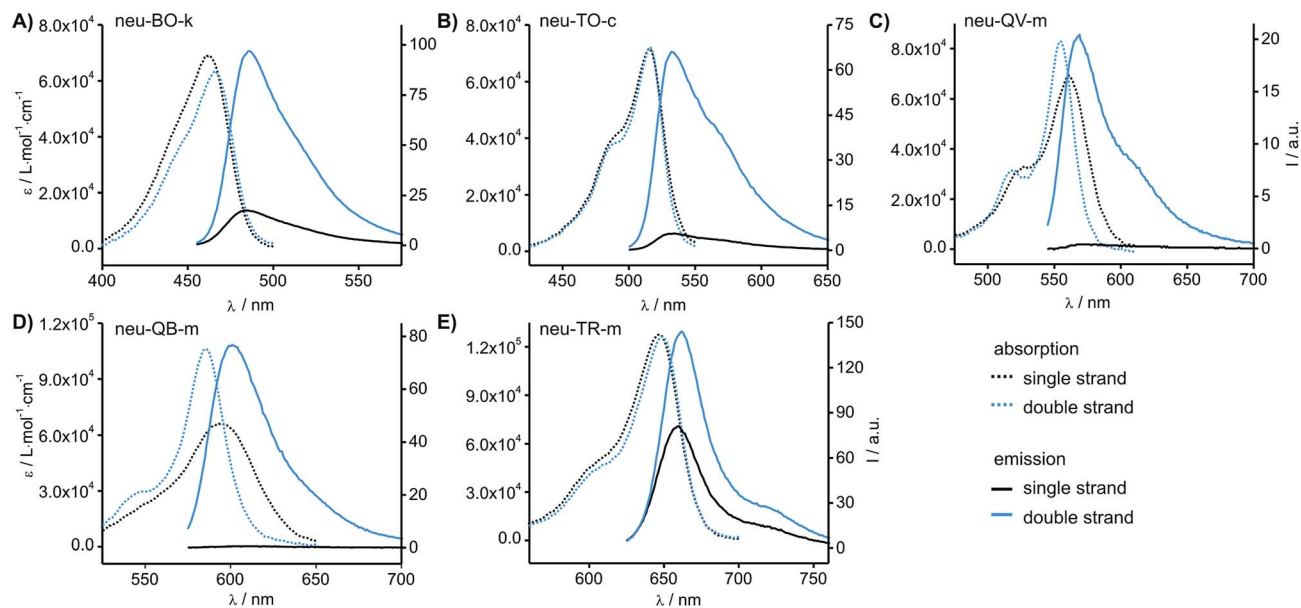 A) neu-BO-k
8.0x10⁴
6.0x10⁴
4.0x10⁴
2.0x10⁴
0.0
ε / L·mol⁻¹·cm⁻¹
100
75
50
25
0
400 450 500 550
λ / nm
B) neu-TO-c
8.0x10⁴
6.0x10⁴
4.0x10⁴
2.0x10⁴
0.0
75
60
45
30
15
0
450 500 550 600 650
λ / nm
C) neu-QV-m
8.0x10⁴
6.0x10⁴
4.0x10⁴
2.0x10⁴
0.0
20
15
10
5
0
I / a.u.
500 550 600 650 700
λ / nm
D) neu-QB-m
1.2x10⁵
9.0x10⁴
6.0x10⁴
3.0x10⁴
0.0
ε / L·mol⁻¹·cm⁻¹
80
60
40
20
0
550 600 650 700
λ / nm
E) neu-TR-m
1.2x10⁵
9.0x10⁴
6.0x10⁴
3.0x10⁴
0.0
150
120
90
60
30
0
I / a.u.
600 650 700 750
λ / nm
absorption
single strand
double strand
emission
single strand
double strand